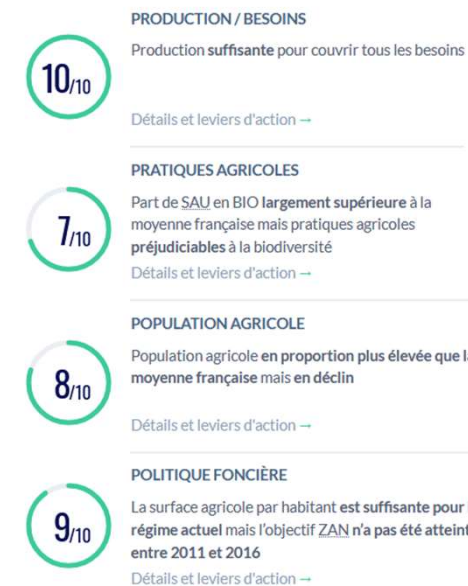 PRODUCTION / BESOINS
10/10
Production suffisante pour couvrir tous les besoins
Détails et leviers d'action →
PRATIQUES AGRICOLES
7/10
Part de SAU en BIO largement supérieure à la
moyenne française mais pratiques agricoles
préjudiciables à la biodiversité
Détails et leviers d'action →
POPULATION AGRICOLE
8/10
Population agricole en proportion plus élevée que
moyenne française mais en déclin
Détails et leviers d'action →
POLITIQUE FONCIÈRE
9/10
La surface agricole par habitant est suffisante pour
régime actuel mais l'objectif ZAN n'a pas été atteint
entre 2011 et 2016
Détails et leviers d'action →